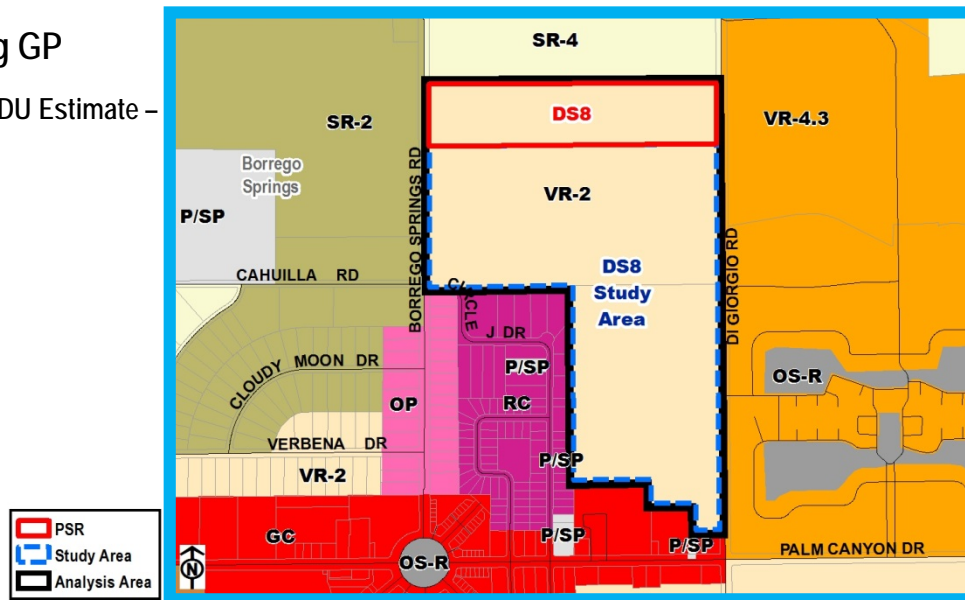 g GP
DU Estimate –
SR-4
SR-2
DS8
VR-4.3
Borrego
Springs
P/SP
VR-2
BORREGO SPRINGS RD
DI GIORGIO RD
DS8
Study
Area
CAHUILLA RD
CIRCLE
J DR
CLOUDY MOON DR
P/SP
OS-R
OP
RC
VERBENA DR
P/SP
VR-2
GC
P/SP
P/SP
OS-R
PALM CANYON DR
PSR
Study Area
Analysis Area
N